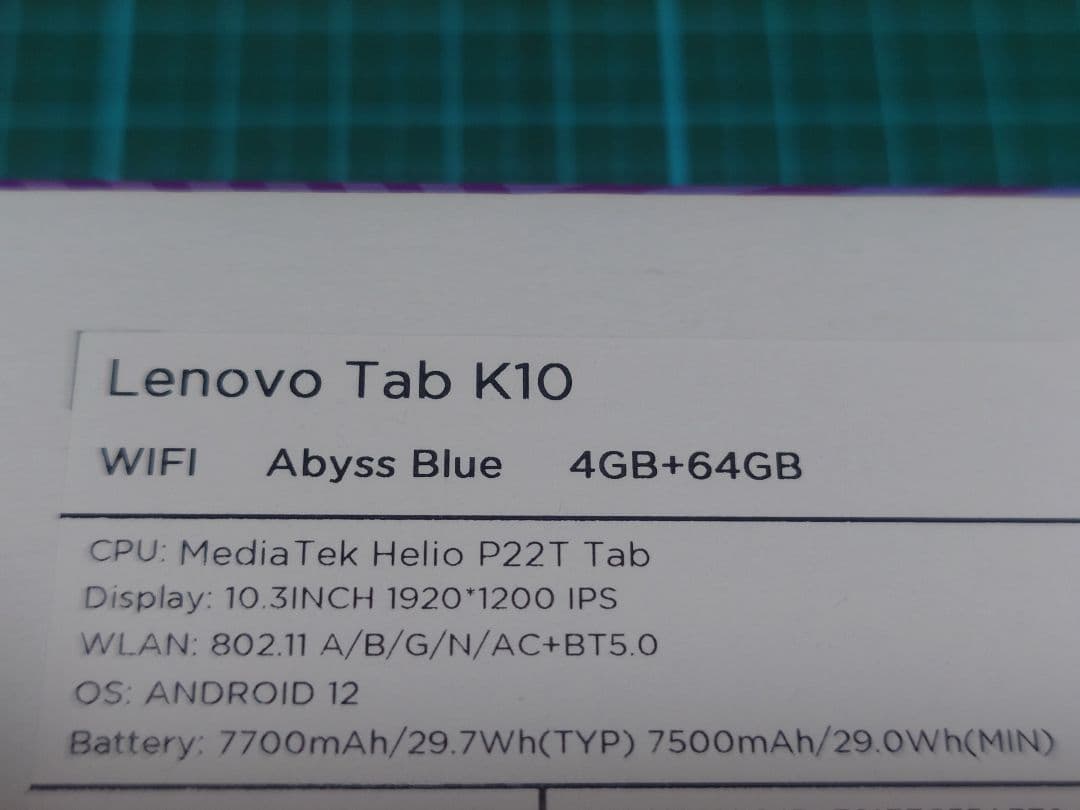 Lenovo Tab K10
WIFI Abyss Blue 4GB+64GB
CPU: MediaTek Helio P22T Tab
Display: 10.3INCH 1920*1200 IPS
WLAN: 802.11 A/B/G/N/AC+BT5.0
OS: ANDROID 12
Battery: 7700mAh/29.7Wh(TYP) 7500mAh/29.0Wh(MIN)